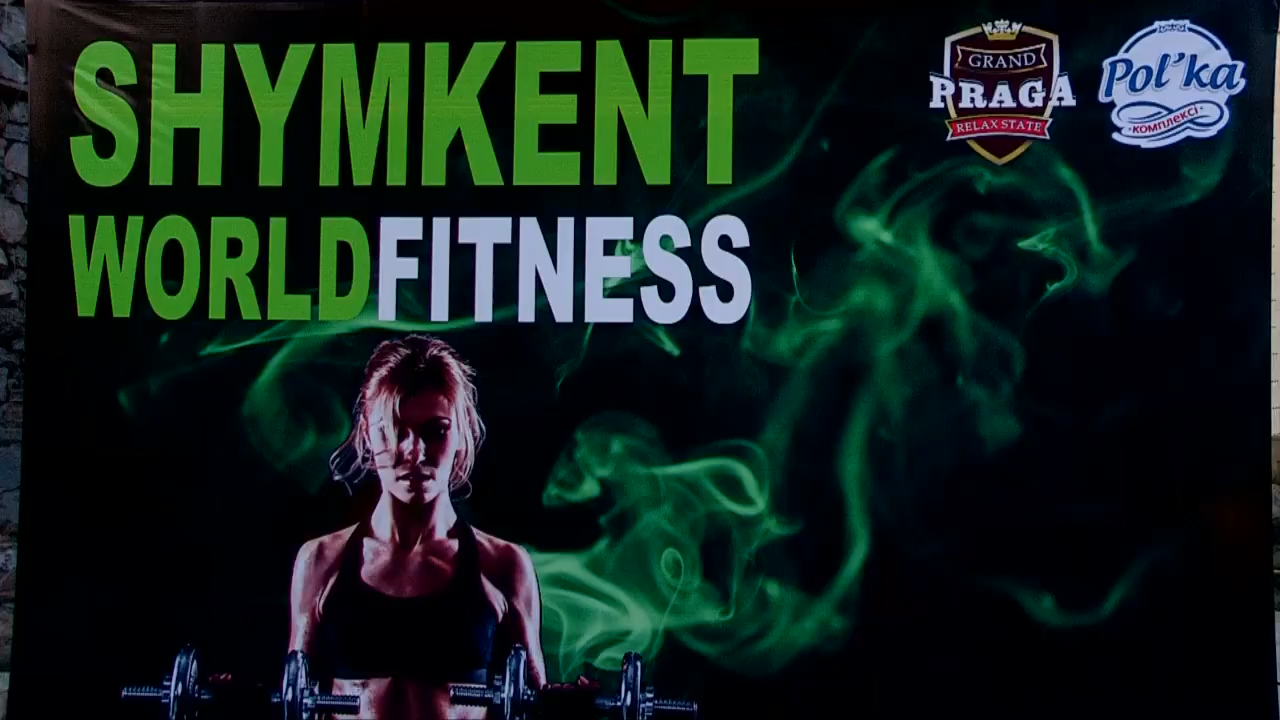 SHYMKENT
WORLDFITNESS
GRAND
PRAGA
RELAX STATE
Pol'ka
•КОМПЛЕКСІ•